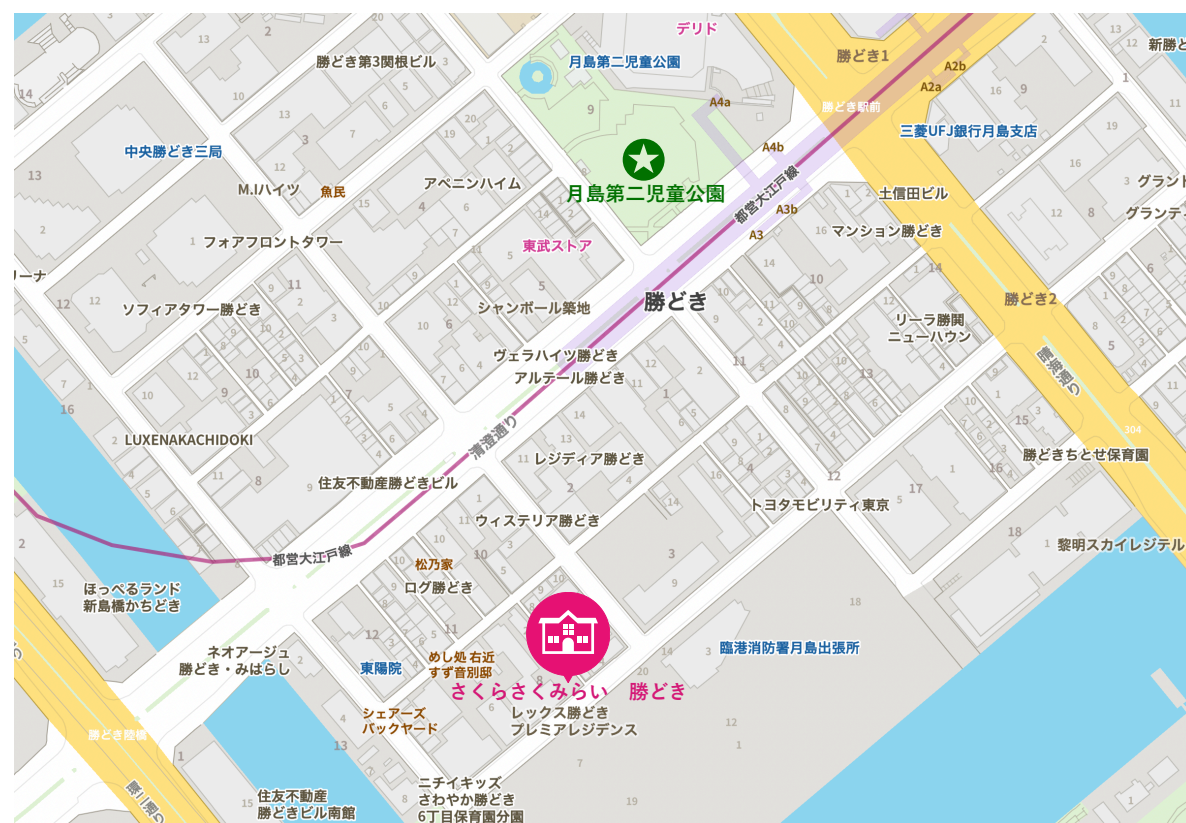 デリド
新勝ど
勝どき1
勝どき第3関根ビル
月島第二児童公園
A2b
A2a
A4a
勝どき駅前
三菱UFJ銀行月島支店
A4b
中央勝どき三局
M.Iハイツ
魚民
アペニンハイム
月島第二児童公園
都営大江戸線
土信田ビル
グラント
グランテ
A3b
A3
マンション勝どき
フォアフロントタワー
東武ストア
リーナ
ソフィアタワー勝どき
シャンボール築地
勝どき
勝どき2
リーラ勝鬨
ニューハウン
ヴェラハイツ勝どき
アルテール勝どき
晴海通り
304
LUXENAKACHIDOKI
清澄通り
レジディア勝どき
勝どきちとせ保育園
住友不動産勝どきビル
トヨタモビリティ東京
ウィステリア勝どき
都営大江戸線
黎明スカイレジテル
松乃家
ログ勝どき
ほっぺるランド
新島橋かちどき
ネオアージュ
勝どき・みはらし
東陽院
めし処 右近
すず音別邸
臨港消防署月島出張所
さくらさくみらい 勝どき
シェアーズ
バックヤード
レックス勝どき
プレミアレジデンス
勝どき陸橋
環二通り
住友不動産
勝どきビル南館
ニチイキッズ
さわやか勝どき
6丁目保育園分園